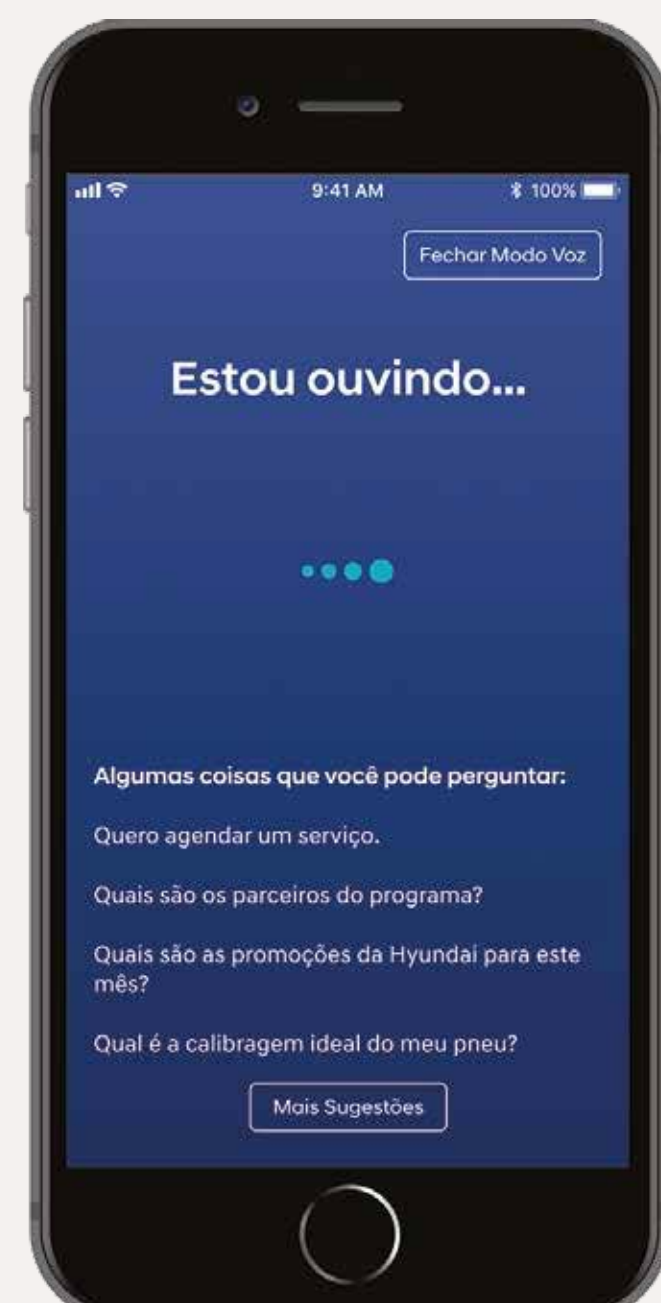 9:41 AM
100%
Fechar Modo Voz
Estou ouvindo...
Algumas coisas que você pode perguntar:
Quero agendar um serviço.
Quais são os parceiros do programa?
Quais são as promoções da Hyundai para este
mês?
Qual é a calibragem ideal do meu pneu?
Mais Sugestões